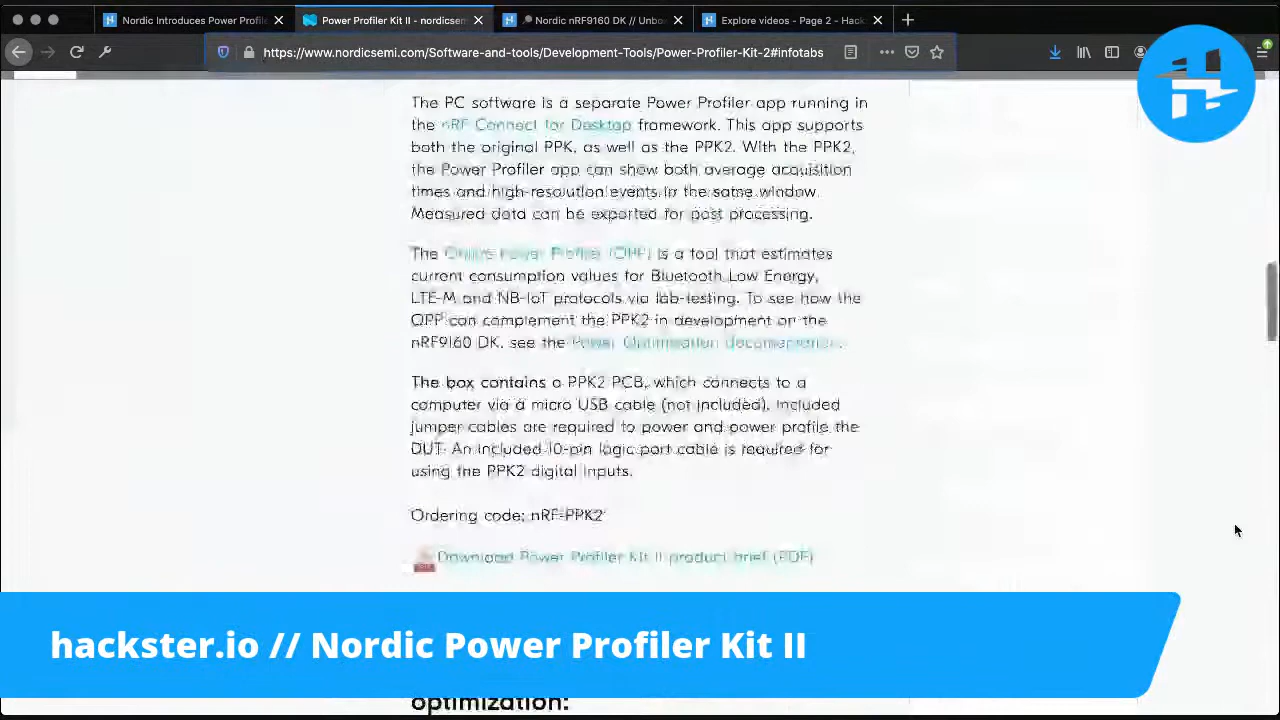 Nordic Introduces Power Profile
Power Profiler Kit II - nordicsem
Nordic nRF9160 DK // Unbo
Explore videos - Page 2 - Hack
https://www.nordicsemi.com/Software-and-tools/Development-Tools/Power-Profiler-Kit-2#infotabs
The PC software is a separate Power Profiler app running in
the nRF Connect for Desktop framework. This app supports
both the original PPK, as well as the PPK2. With the PPK2,
the Power Profiler app can show both average acquisition
times and high-resolution events in the same window.
Measured data can be exported for post processing.
The Online Power Profiler (OPP) is a tool that estimates
current consumption values for Bluetooth Low Energy,
LTE-M and NB-IoT protocols via lab-testing. To see how the
OPP can complement the PPK2 in development on the
nRF9160 DK, see the Power Optimization documentation.
The box contains a PPK2 PCB, which connects to a
computer via a micro USB cable (not included). Included
jumper cables are required to power and power profile the
DUT. An included 10-pin logic port cable is required for
using the PPK2 digital inputs.
Ordering code: nRF-PPK2
Download Power Profiler Kit II product brief (PDF)
hackster.io // Nordic Power Profiler Kit II
optimization: